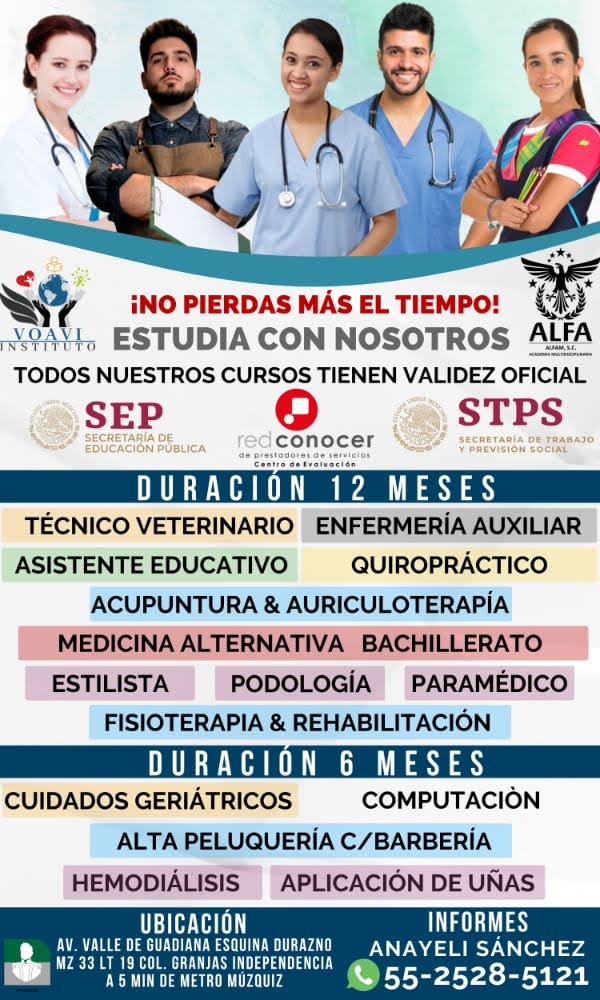 VOAVI
INSTITUTO
¡NO PIERDAS MÁS EL TIEMPO!
ESTUDIA CON NOSOTROS
ALFA
ALFANI, S.C.
ACADEMIA MULTIDISCIPLINARIA
TODOS NUESTROS CURSOS TIENEN VALIDEZ OFICIAL
SEP
SECRETARÍA DE
EDUCACIÓN PÚBLICA
red conocer
de prestadores de servicios
Centro de Evaluación
STPS
SECRETARÍA DE TRABAJO
Y PREVISIÓN SOCIAL
DURACIÓN 12 MESES
TÉCNICO VETERINARIO ENFERMERÍA AUXILIAR
ASISTENTE EDUCATIVO QUIROPRÁCTICO
ACUPUNTURA & AURICULOTERAPÍA
MEDICINA ALTERNATIVA BACHILLERATO
ESTILISTA PODOLOGÍA PARAMÉDICO
FISIOTERAPIA & REHABILITACIÓN
DURACIÓN 6 MESES
CUIDADOS GERIÁTRICOS COMPUTACIÒN
ALTA PELUQUERÍA C/BARBERÍA
HEMODIÁLISIS APLICACIÓN DE UÑAS
UBICACIÓN
AV. VALLE DE GUADIANA ESQUINA DURAZNO
MZ 33 LT 19 COL. GRANJAS INDEPENDENCIA
A 5 MIN DE METRO MÚZQUIZ
INFORMES
ANAYELI SÁNCHEZ
55-2528-5121